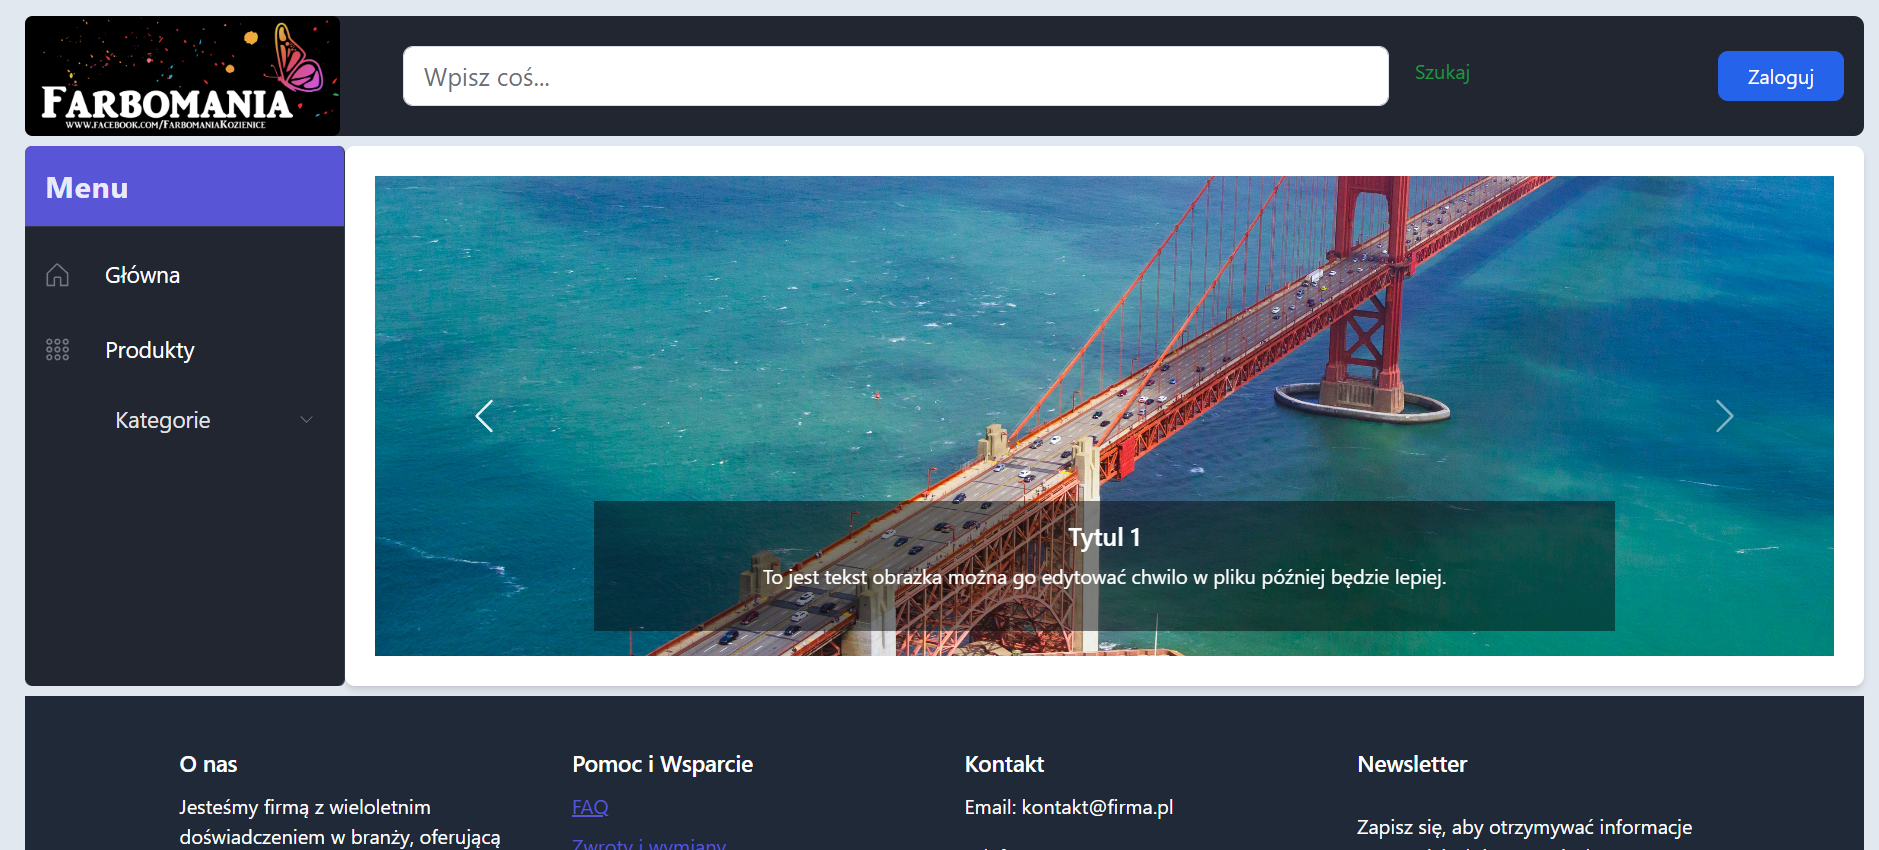 FARBOMANIA
www.facebook.com/FarbomaniaKozienice
Wpisz coś...
Szukaj
Zaloguj
Menu
Główna
Produkty
Kategorie
Tytul 1
To jest tekst obrazka można go edytować chwilo w pliku później będzie lepiej.
O nas
Jesteśmy firmą z wieloletnim
doświadczeniem w branży, oferującą
Pomoc i Wsparcie
FAQ
Zwroty i wymiany
Kontakt
Email: kontakt@firma.pl
Newsletter
Zapisz się, aby otrzymywać informacje